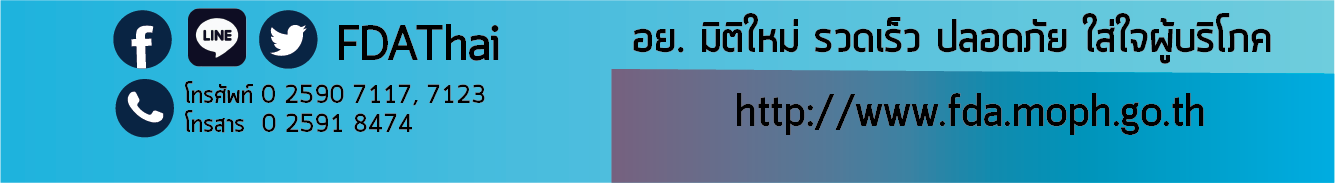 LINE
FDAThai
โทรศัพท์ 0 2590 7117, 7123
โทรสาร 0 2591 8474
อย. มิติใหม่ รวดเร็ว ปลอดภัย ใส่ใจผู้บริโภค
http://www.fda.moph.go.th